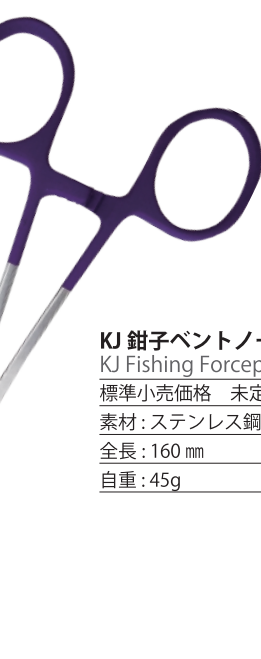 KJ 鉗子ベントノー
KJ Fishing Forcep
標準小売価格　未定
素材 : ステンレス鋼
全長 : 160 ㎜
自重 : 45g